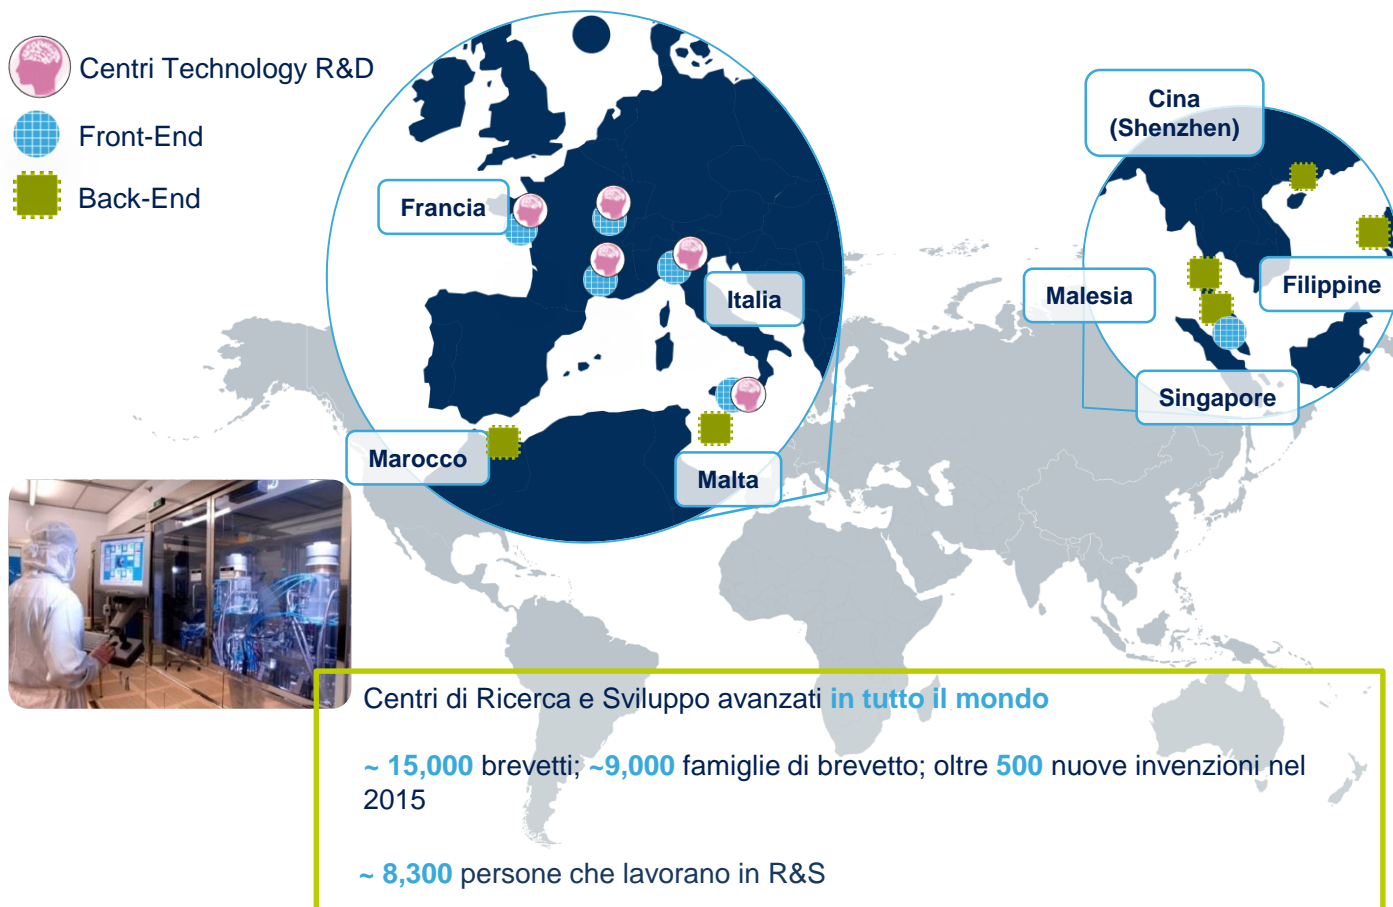 Centri Technology R&D
Front-End
Back-End
Francia
Italia
Marocco
Malta
Cina
(Shenzhen)
Malesia
Filippine
Singapore
Centri di Ricerca e Sviluppo avanzati in tutto il mondo
~ 15,000 brevetti; ~9,000 famiglie di brevetto; oltre 500 nuove invenzioni nel
2015
~ 8,300 persone che lavorano in R&S